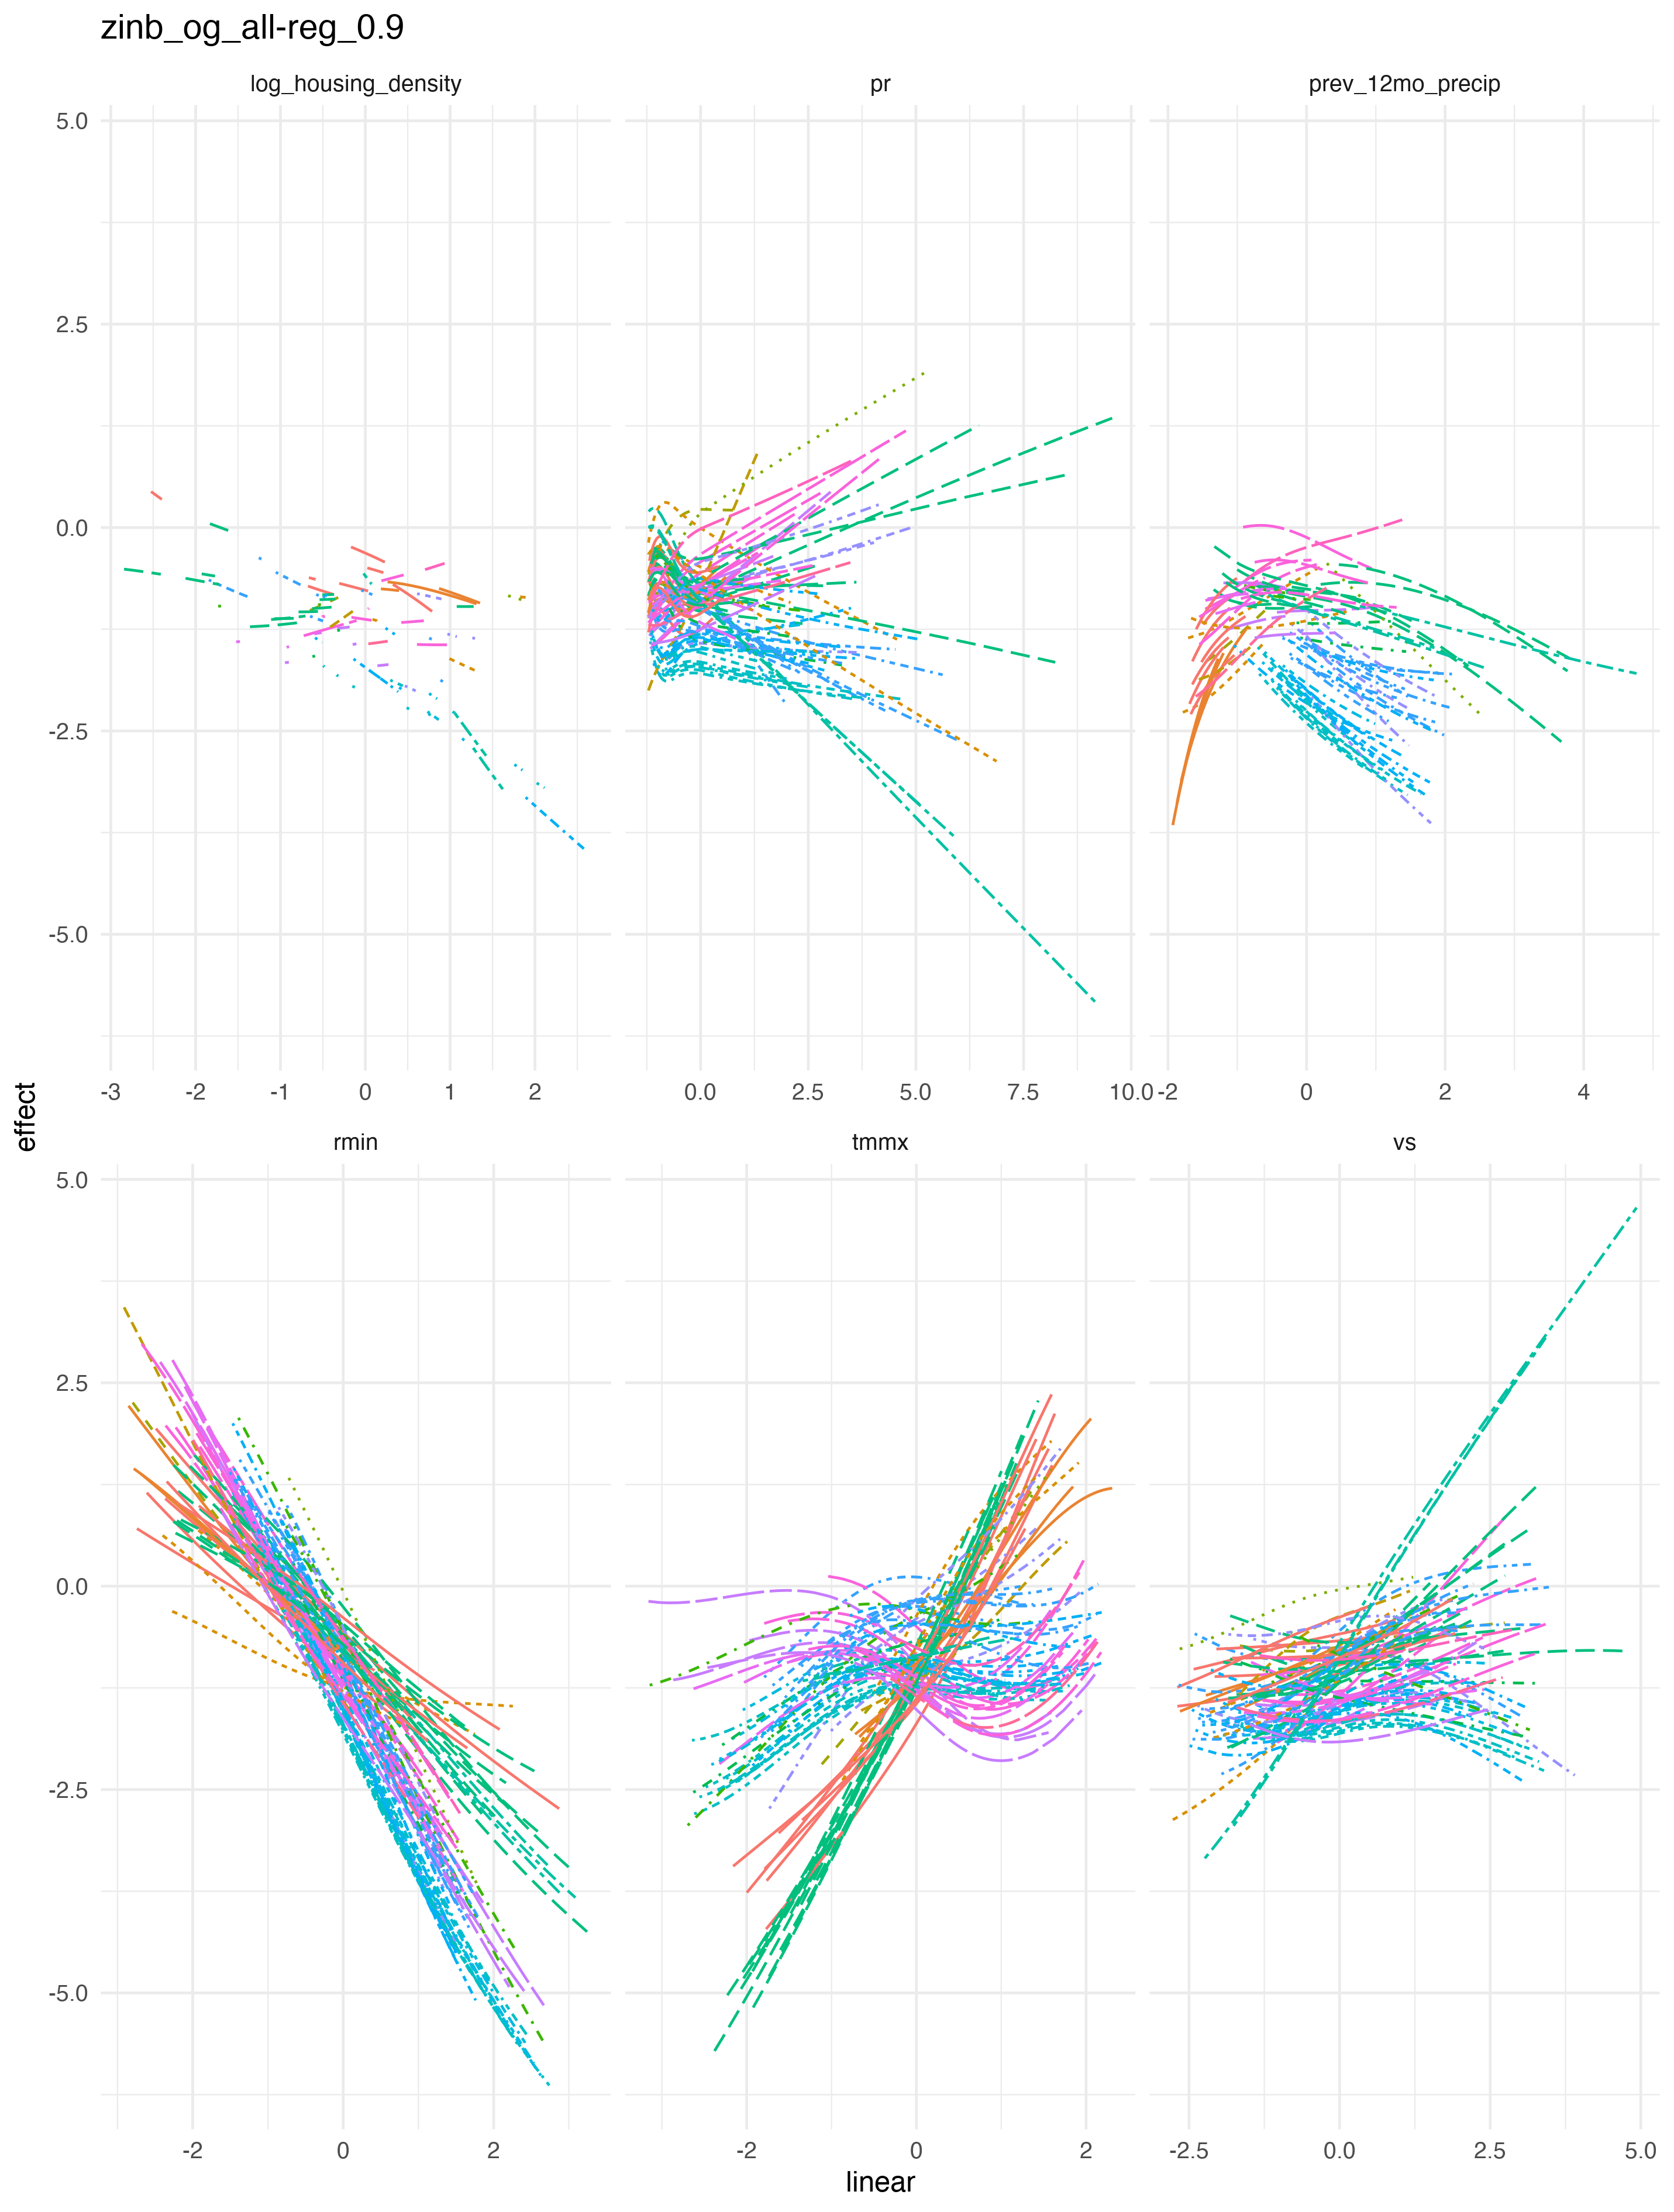 zinb_og_all-reg_0.9
log_housing_density
pr
prev_12mo_precip
5.0
2.5
0.0
-2.5
-5.0
-3 -2 -1 0 1 2
0.0 2.5 5.0 7.5 10.0
-2 0 2 4
effect
rmin
tmmx
vs
5.0
2.5
0.0
-2.5
-5.0
-2 0 2
-2 0 2
-2.5 0.0 2.5 5.0
linear